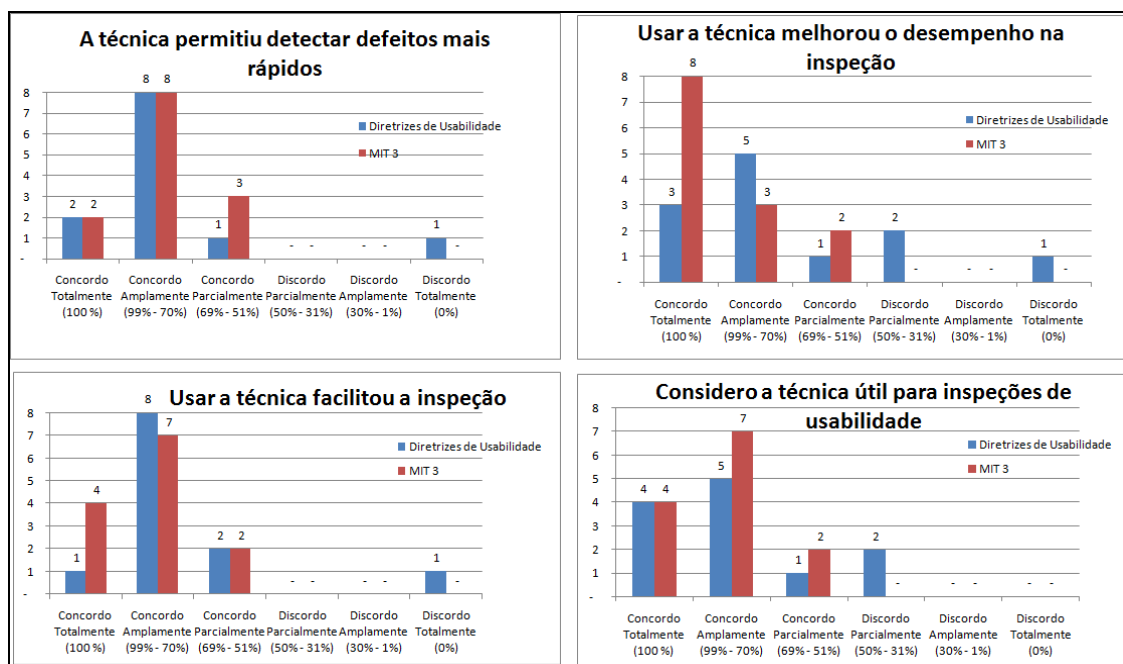 A técnica permitiu detectar defeitos mais
rápidos
8 8
8
7
6
5
4
3
2
1
-
2 2
1 3
- -
- -
1 -
Diretrizes de Usabilidade
MIT 3
Concordo Totalmente (100 %)
Concordo Amplamente (99% - 70%)
Concordo Parcialmente (69% - 51%)
Discordo Parcialmente (50% - 31%)
Discordo Amplamente (30% - 1%)
Discordo Totalmente (0%)
Usar a técnica melhorou o desempenho na
inspeção
8
7
6
5
4
3
2
1
-
3 8
5 3
1 2
2 -
- -
1 -
Diretrizes de Usabilidade
MIT 3
Concordo Totalmente (100 %)
Concordo Amplamente (99% - 70%)
Concordo Parcialmente (69% - 51%)
Discordo Parcialmente (50% - 31%)
Discordo Amplamente (30% - 1%)
Discordo Totalmente (0%)
Usar a técnica facilitou a inspeção
8
7
6
5
4
3
2
1
-
1 4
8 7
2 2
- -
- -
1 -
Diretrizes de Usabilidade
MIT 3
Concordo Totalmente (100 %)
Concordo Amplamente (99% - 70%)
Concordo Parcialmente (69% - 51%)
Discordo Parcialmente (50% - 31%)
Discordo Amplamente (30% - 1%)
Discordo Totalmente (0%)
Considero a técnica útil para inspeções de
usabilidade
8
7
6
5
4
3
2
1
-
4 4
5 7
1 2
2 -
- -
- -
Diretrizes de Usabilidade
MIT 3
Concordo Totalmente (100 %)
Concordo Amplamente (99% - 70%)
Concordo Parcialmente (69% - 51%)
Discordo Parcialmente (50% - 31%)
Discordo Amplamente (30% - 1%)
Discordo Totalmente (0%)